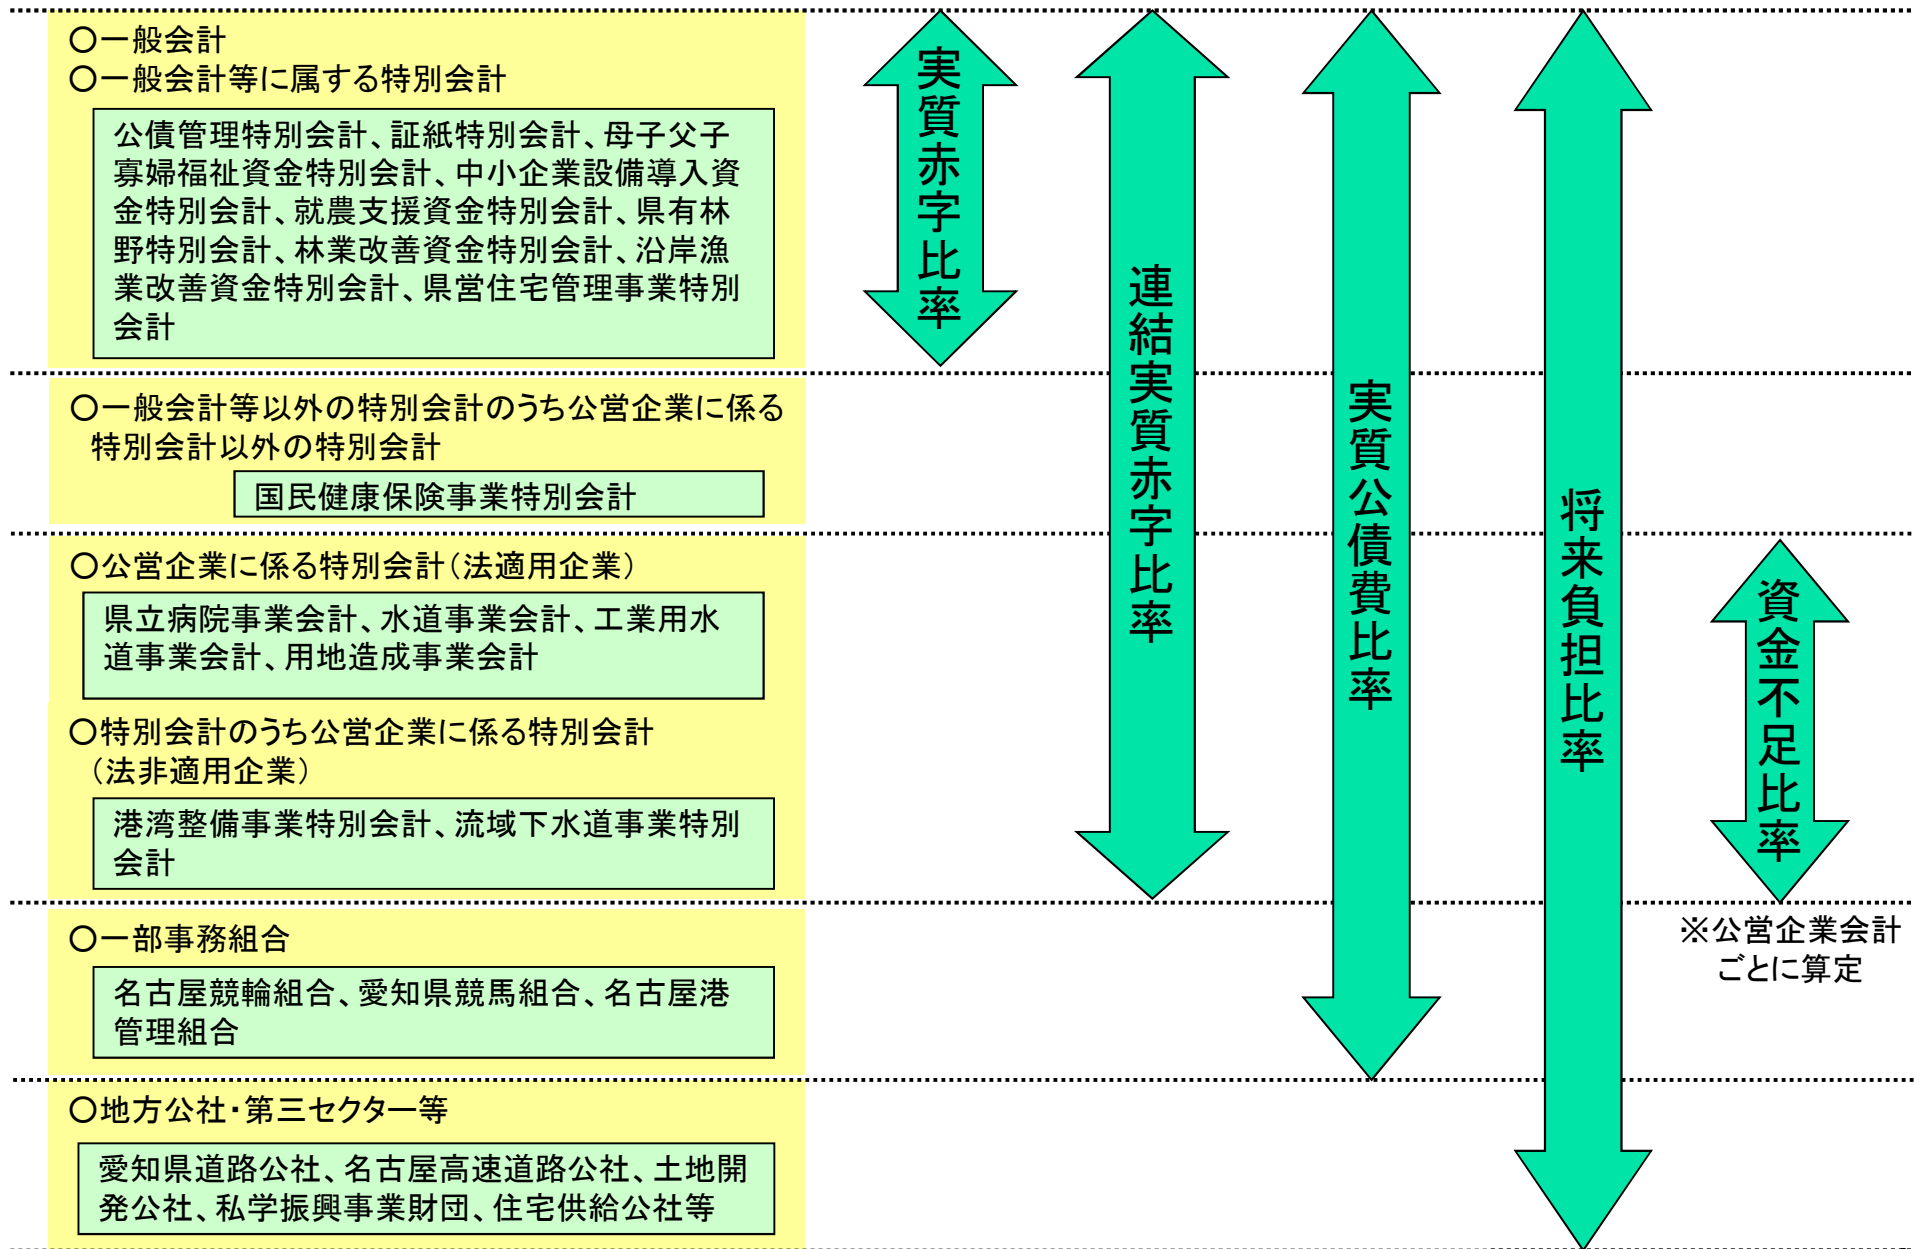 〇一般会計
〇一般会計等に属する特別会計
公債管理特別会計、証紙特別会計、母子父子
寡婦福祉資金特別会計、中小企業設備導入資
金特別会計、就農支援資金特別会計、県有林
野特別会計、林業改善資金特別会計、沿岸漁
業改善資金特別会計、県営住宅管理事業特別
会計
〇一般会計等以外の特別会計のうち公営企業に係る
特別会計以外の特別会計
国民健康保険事業特別会計
〇公営企業に係る特別会計(法適用企業)
県立病院事業会計、水道事業会計、工業用水
道事業会計、用地造成事業会計
〇特別会計のうち公営企業に係る特別会計
(法非適用企業)
港湾整備事業特別会計、流域下水道事業特別
会計
〇一部事務組合
名古屋競輪組合、愛知県競馬組合、名古屋港
管理組合
〇地方公社・第三セクター等
愛知県道路公社、名古屋高速道路公社、土地開
発公社、私学振興事業財団、住宅供給公社等
実質赤字比率
連結実質赤字比率
実質公債費比率
将来負担比率
資金不足比率
※公営企業会計
ごとに算定